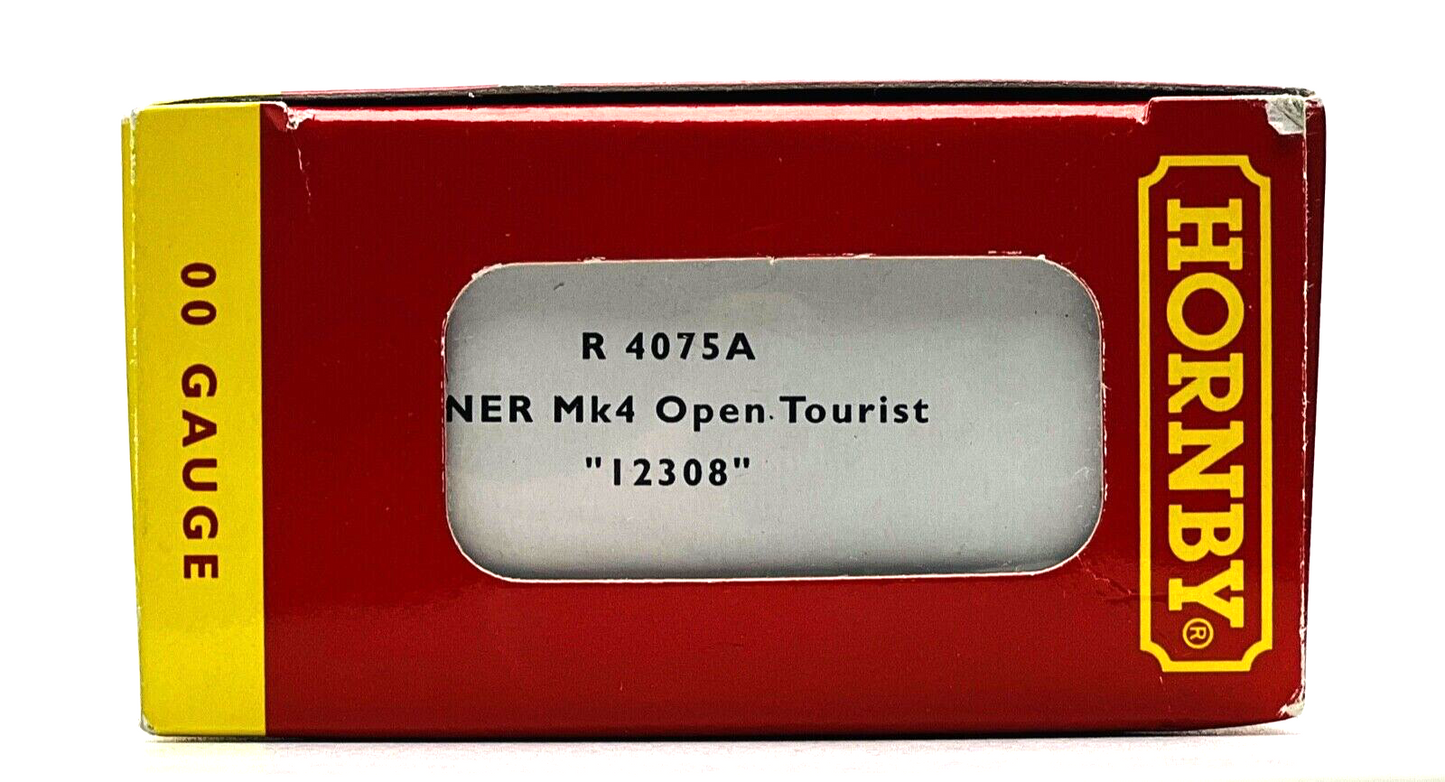 00 GAUGE
R 4075A
NER Mk4 Open Tourist
"12308"
HORNBY®